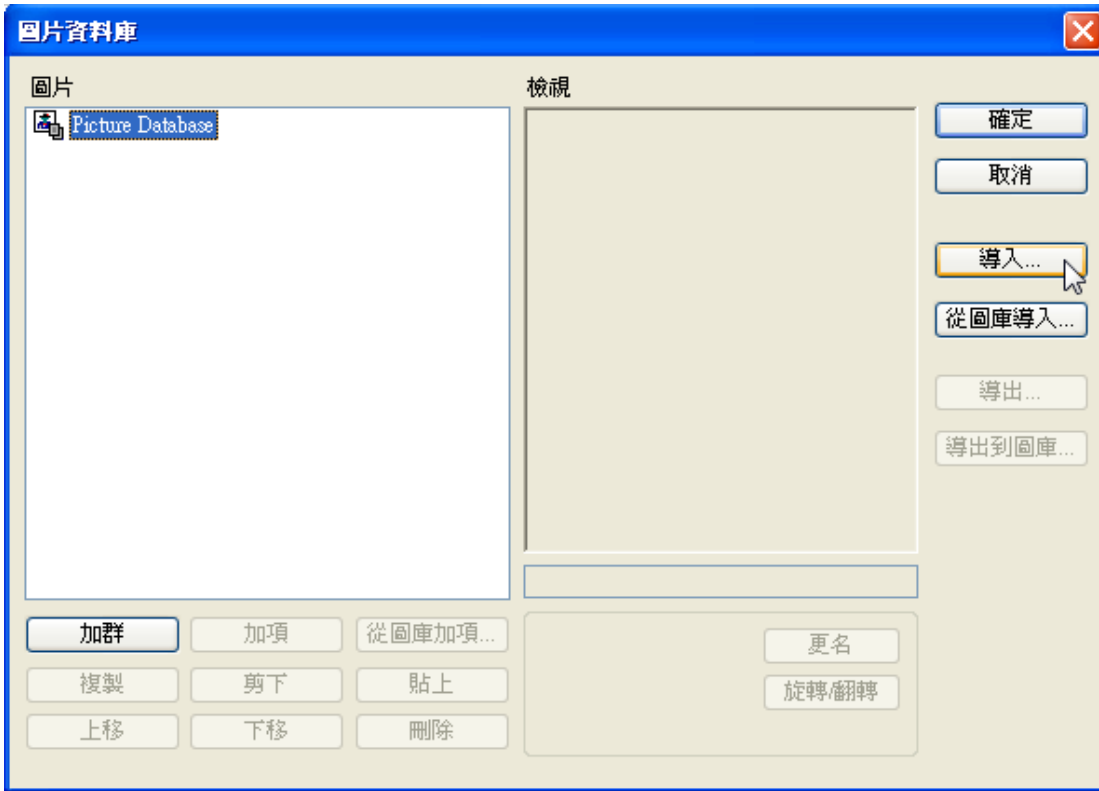 圖片資料庫
圖片
檢視
Picture Database
確定
取消
導入...
從圖庫導入...
導出...
導出到圖庫...
加群
加項
從圖庫加項...
複製
剪下
貼上
上移
下移
刪除
更名
旋转/翻轉